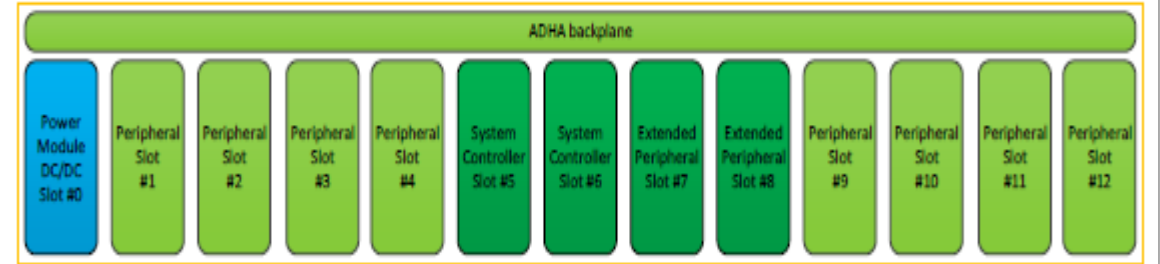 ADHA backplane
Power
Module
DC/DC
Slot #0
Peripheral
Slot
#1
Peripheral
Slot
#2
Peripheral
Slot
#3
Peripheral
Slot
#4
System
Controller
Slot #5
System
Controller
Slot #6
Extended
Peripheral
Slot #7
Extended
Peripheral
Slot #8
Peripheral
Slot
#9
Peripheral
Slot
#10
Peripheral
Slot
#11
Peripheral
Slot
#12